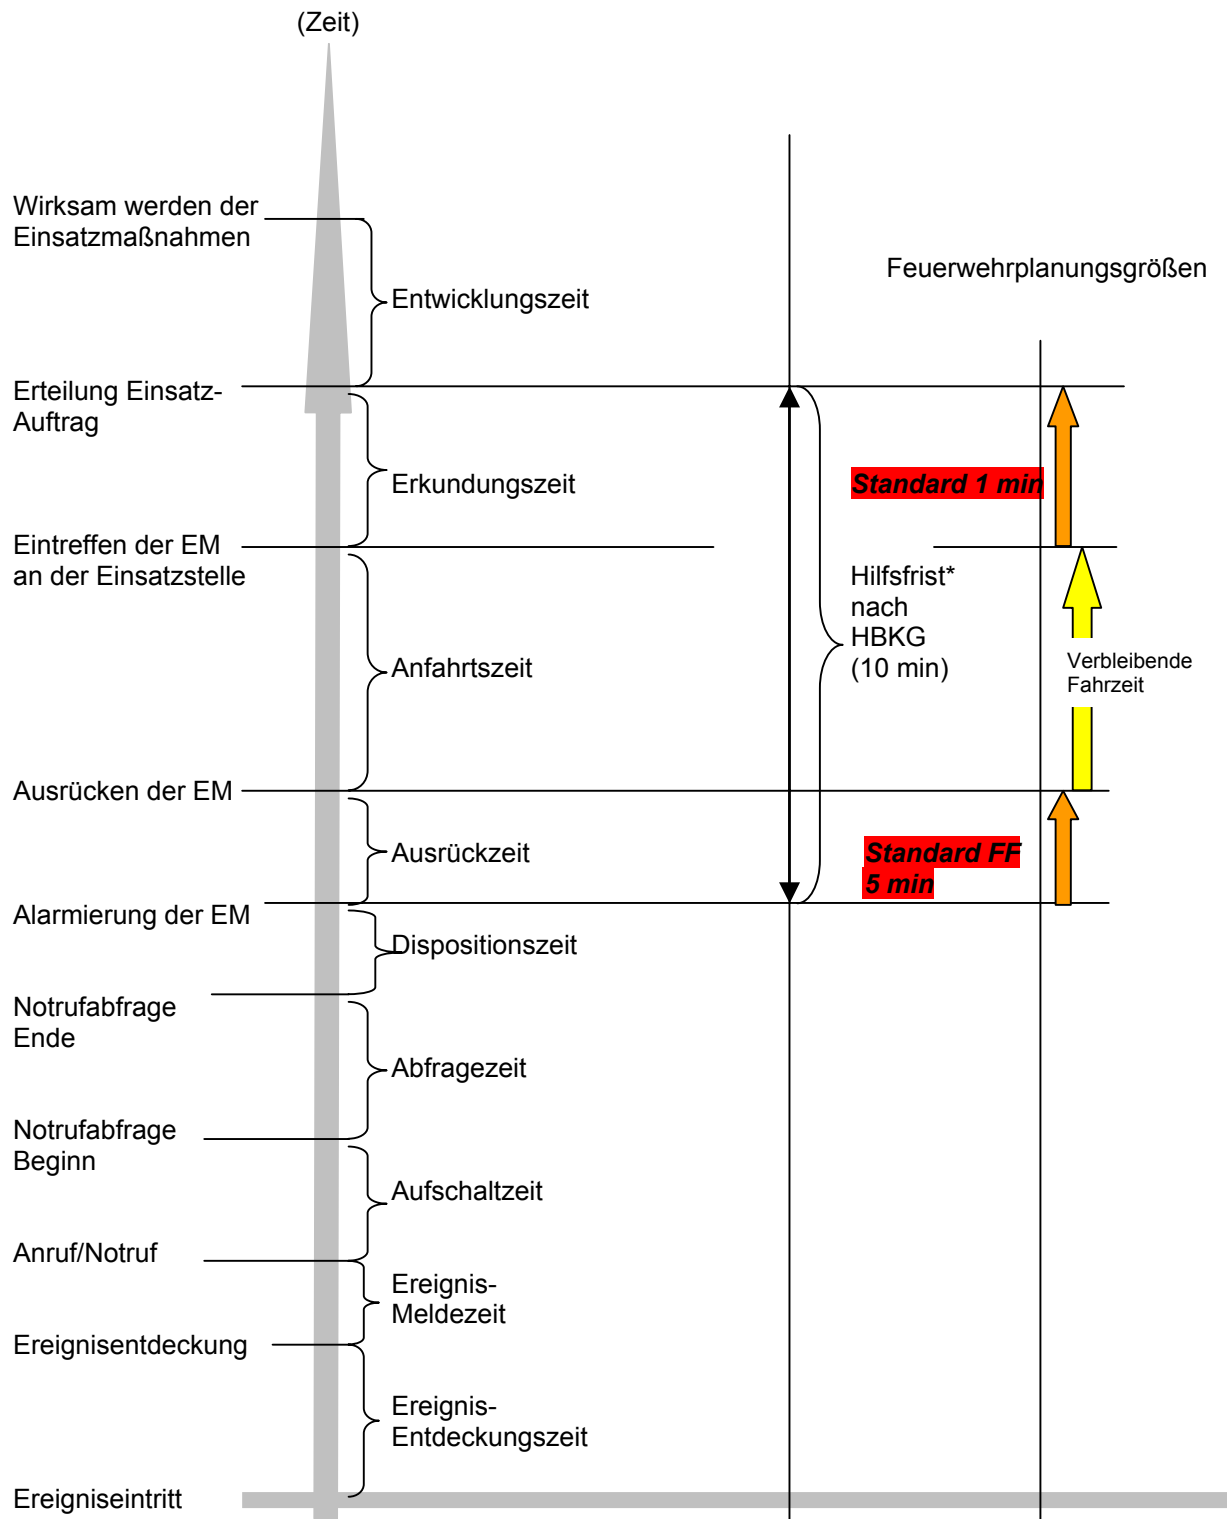 (Zeit)
Wirksam werden der
Einsatzmaßnahmen
Feuerwehrplanungsgrößen
Entwicklungszeit
Erteilung Einsatz-
Auftrag
Erkundungszeit
Standard 1 min
Eintreffen der EM
an der Einsatzstelle
Hilfsfrist*
nach
HBKG
(10 min)
Anfahrtszeit
Verbleibende
Fahrzeit
Ausrücken der EM
Ausrückzeit
Standard FF
5 min
Alarmierung der EM
Dispositionszeit
Notrufabfrage
Ende
Abfragezeit
Notrufabfrage
Beginn
Aufschaltzeit
Anruf/Notruf
Ereignis-
Meldezeit
Ereignisentdeckung
Ereignis-
Entdeckungszeit
Ereigniseintritt